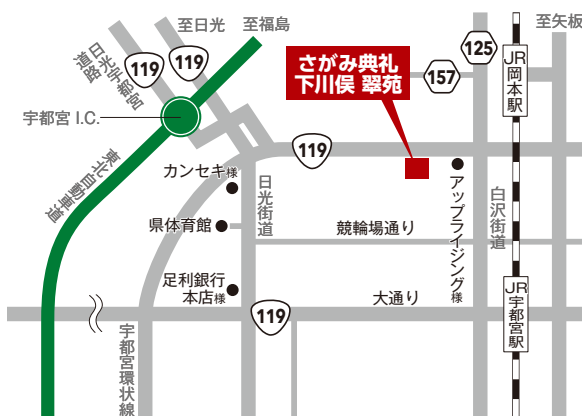 至日光
至福島
至矢板
日光宇都宮
道路
119
119
さがみ典礼
下川俣 翠苑
125
157
JR岡本駅
宇都宮 I.C.
119
東北自動車道
カンセキ様
日光街道
アップライジング様
白沢街道
県体育館
競輪場通り
足利銀行
本店様
大通り
JR宇都宮駅
119
宇都宮環状線